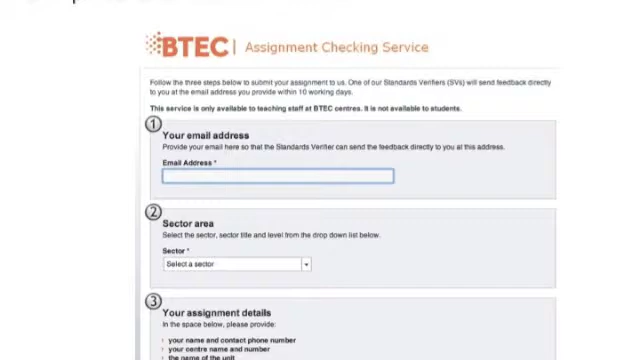 BTEC | Assignment Checking Service
Follow the three steps below to submit your assignment to us. One of our Standards Verifiers (SVs) will send feedback directly
to you at the email address you provide within 10 working days.
This service is only available to teaching staff at BTEC centres. It is not available to students.
1
Your email address
Provide your email here so that the Standards Verifier can send the feedback directly to you at this address.
Email Address *
2
Sector area
Select the sector, sector title and level from the drop down list below.
Sector *
Select a sector
3
Your assignment details
In the space below, please provide:
your name and contact phone number
your centre name and number
the name of the unit